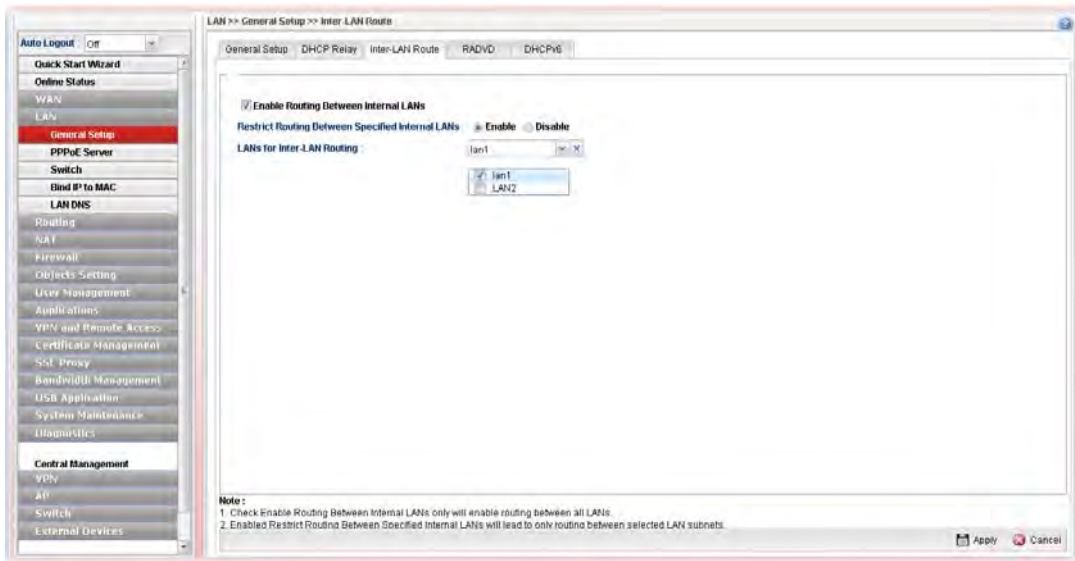 LAN >> General Setup >> Inter-LAN Route
Auto Logout : Off
Quick Start Wizard
Online Status
WAN
LAN
General Setup
PPPoE Server
Switch
Bind IP to MAC
LAN DNS
Routing
NAT
Firewall
Objects Setting
User Management
Applications
VPN and Remote Access
Certificate Management
SSL Proxy
Bandwidth Management
USB Application
System Maintenance
Diagnostics
Central Management
VPN
AP
Switch
External Devices
General Setup DHCP Relay Inter-LAN Route RADVD DHCPv6
Enable Routing Between Internal LANs
Restrict Routing Between Specified Internal LANs Enable Disable
LANs for Inter-LAN Routing : lan1
lan1
LAN2
Note :
1. Check Enable Routing Between Internal LANs only will enable routing between all LANs.
2. Enabled Restrict Routing Between Specified Internal LANs will lead to only routing between selected LAN subnets.
Apply Cancel